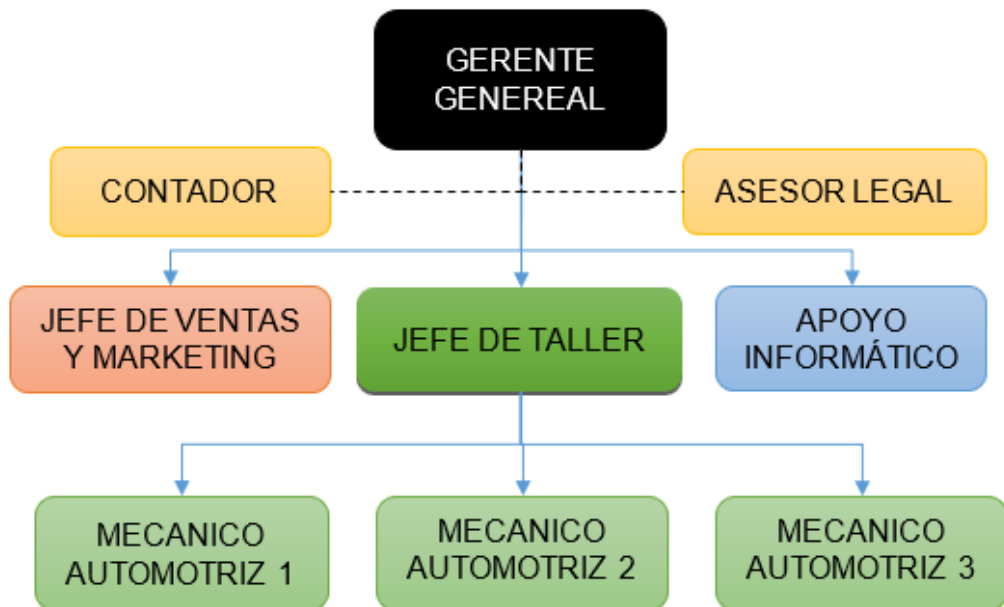 GERENTE
GENEREAL
CONTADOR
ASESOR LEGAL
JEFE DE VENTAS
Y MARKETING
JEFE DE TALLER
APOYO
INFORMÁTICO
MECANICO
AUTOMOTRIZ 1
MECANICO
AUTOMOTRIZ 2
MECANICO
AUTOMOTRIZ 3